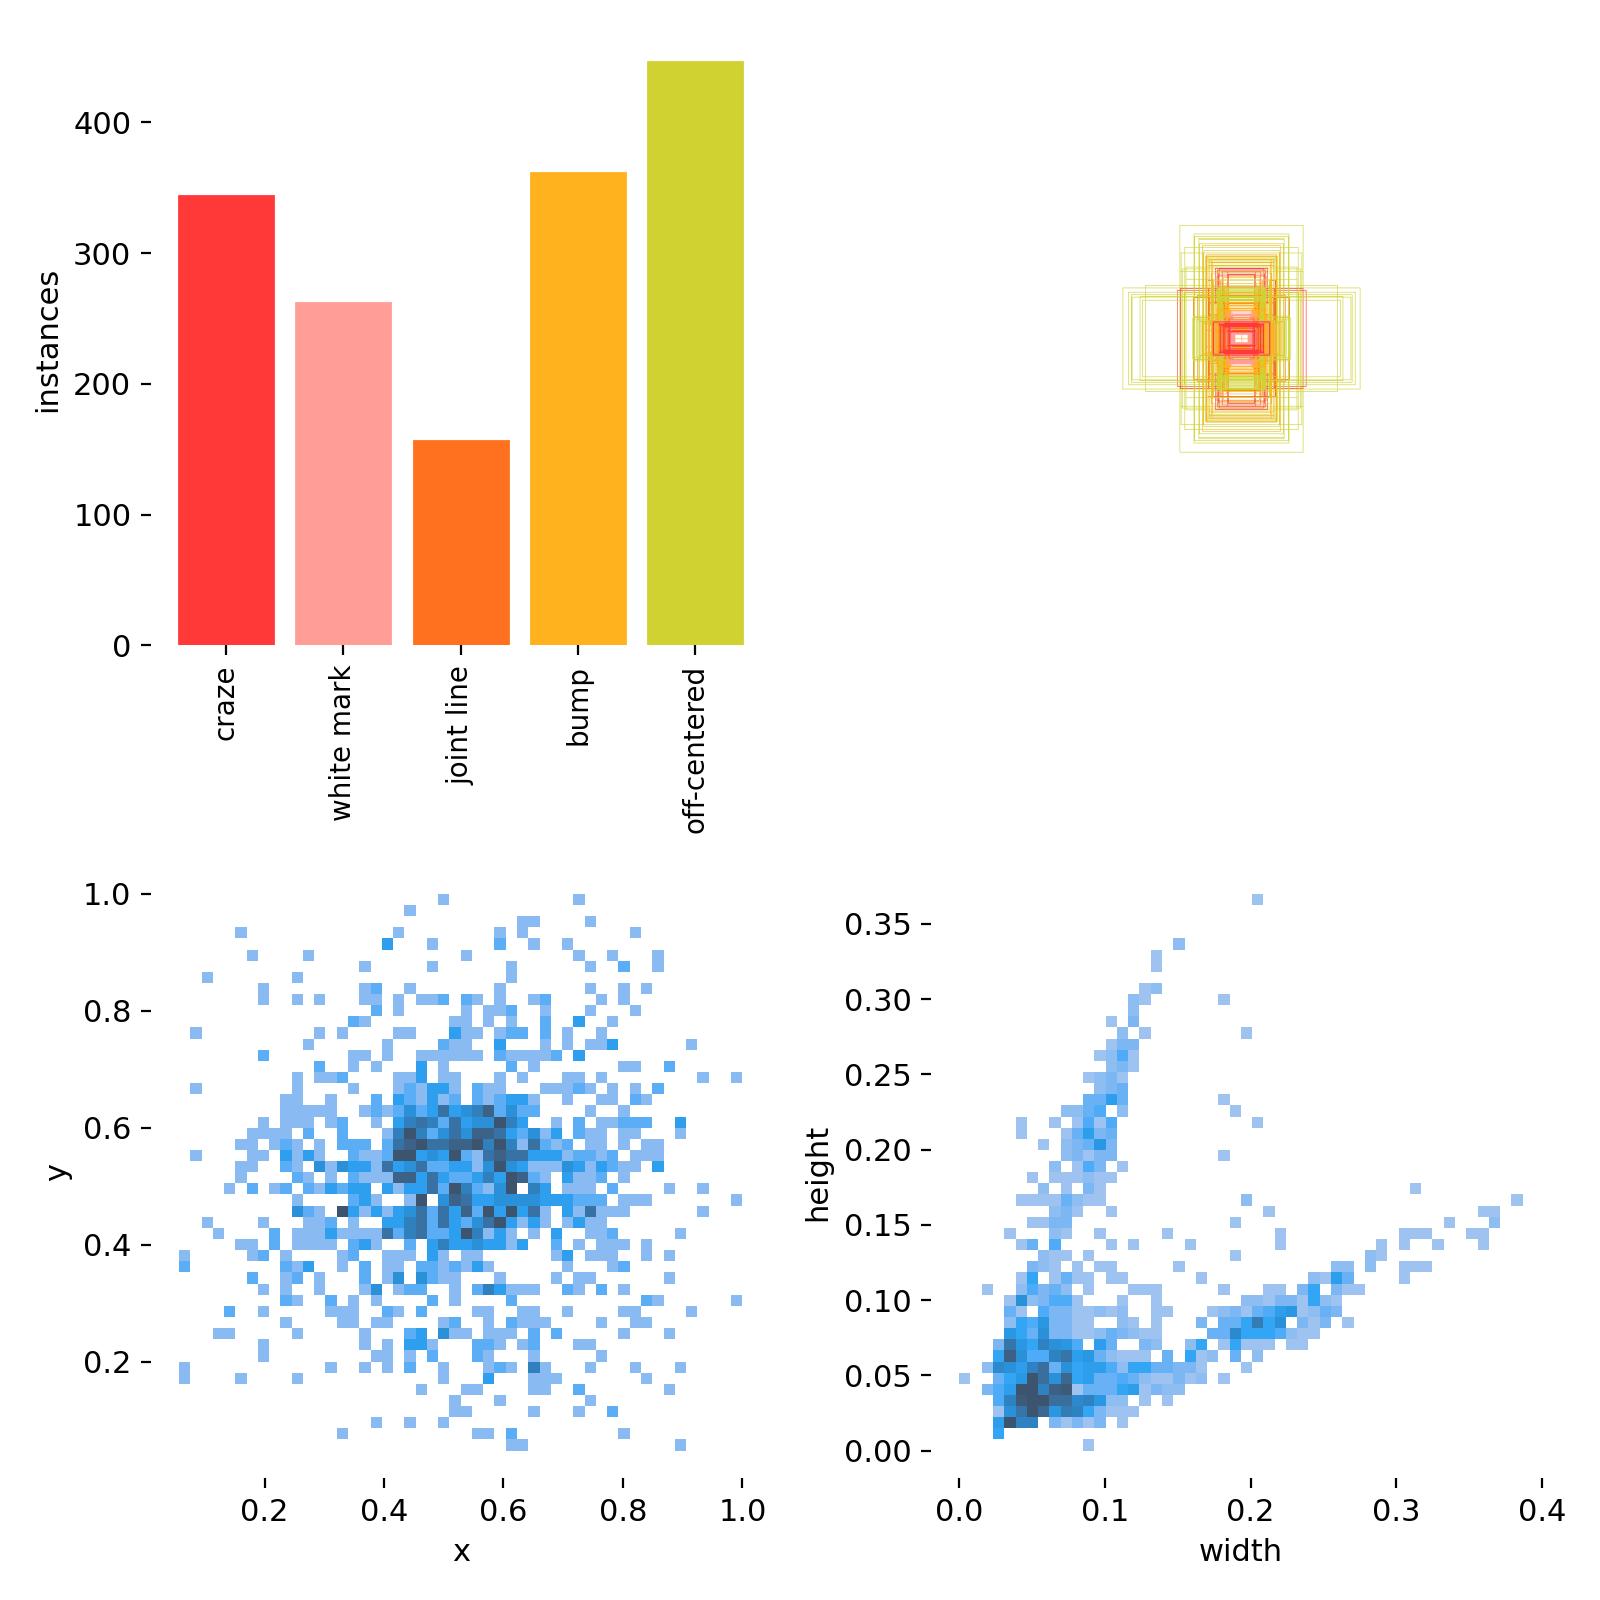 400
300
200
100
0
instances
craze
white mark
joint line
bump
off-centered
1.0
0.8
0.6
0.4
0.2
y
0.2 0.4 0.6 0.8 1.0
x
0.35
0.30
0.25
0.20
0.15
0.10
0.05
0.00
height
0.0 0.1 0.2 0.3 0.4
width